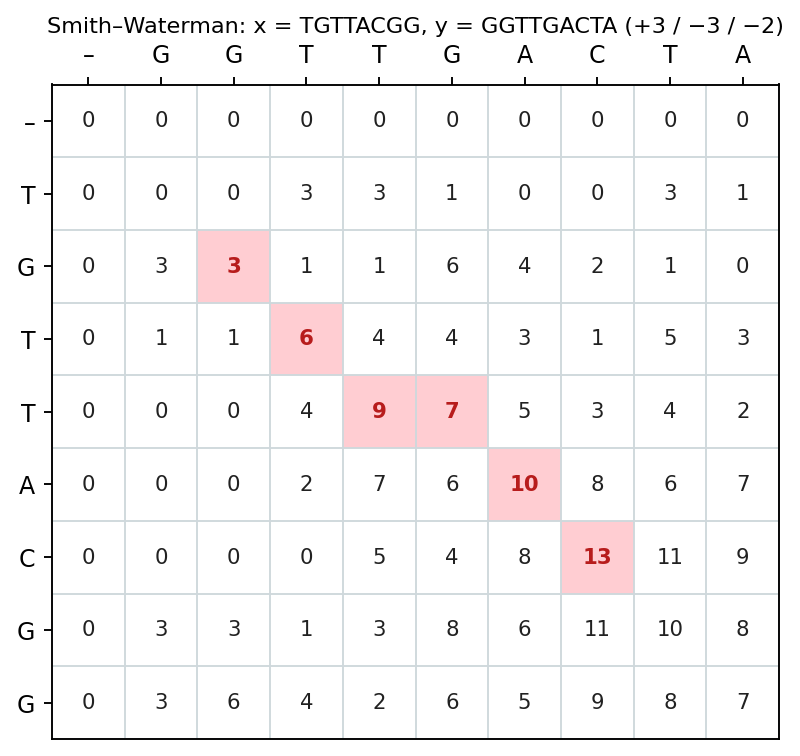 Smith–Waterman: x = TGTTACGG, y = GGTTGACTA (+3 / −3 / −2)
– G G T T G A C T A
– 0 0 0 0 0 0 0 0 0 0
T 0 0 0 3 3 1 0 0 3 1
G 0 3 3 1 1 6 4 2 1 0
T 0 1 1 6 4 4 3 1 5 3
T 0 0 0 4 9 7 5 3 4 2
A 0 0 0 2 7 6 10 8 6 7
C 0 0 0 0 5 4 8 13 11 9
G 0 3 3 1 3 8 6 11 10 8
G 0 3 6 4 2 6 5 9 8 7